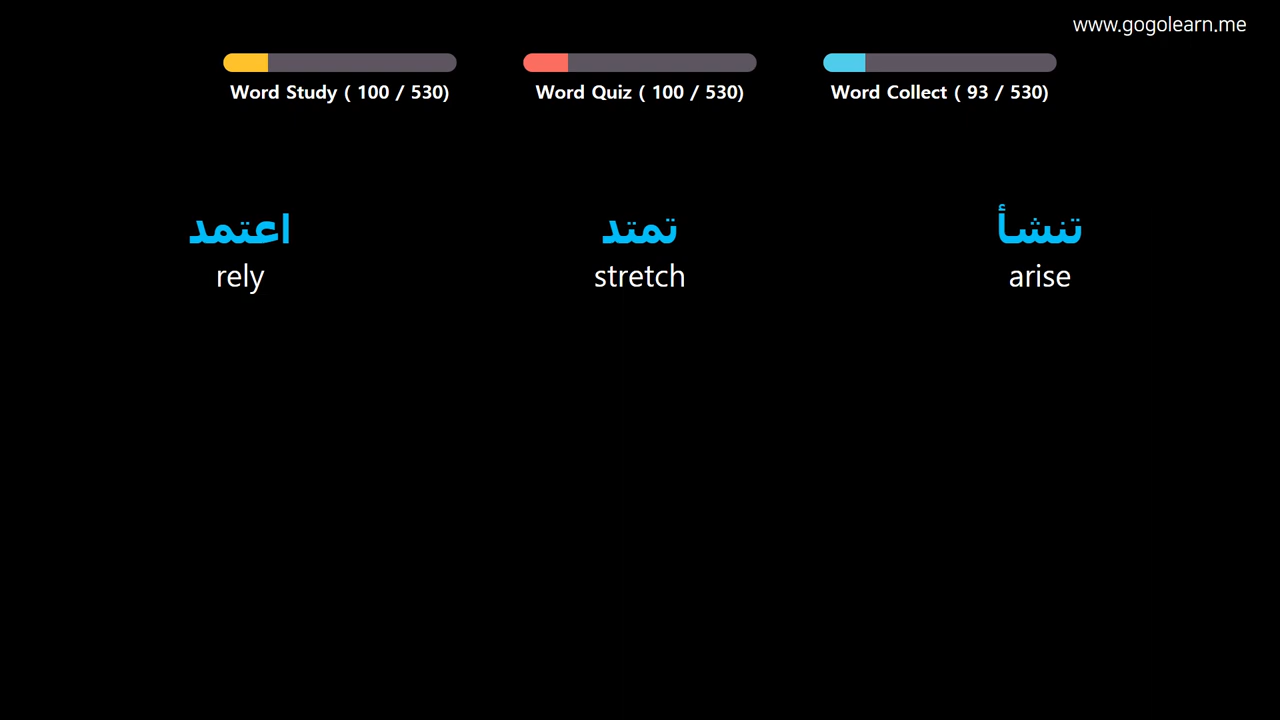 www.gogolearn.me
Word Study ( 100 / 530)
Word Quiz ( 100 / 530)
Word Collect ( 93 / 530)
اعتمد
rely
تمتد
stretch
تنشأ
arise